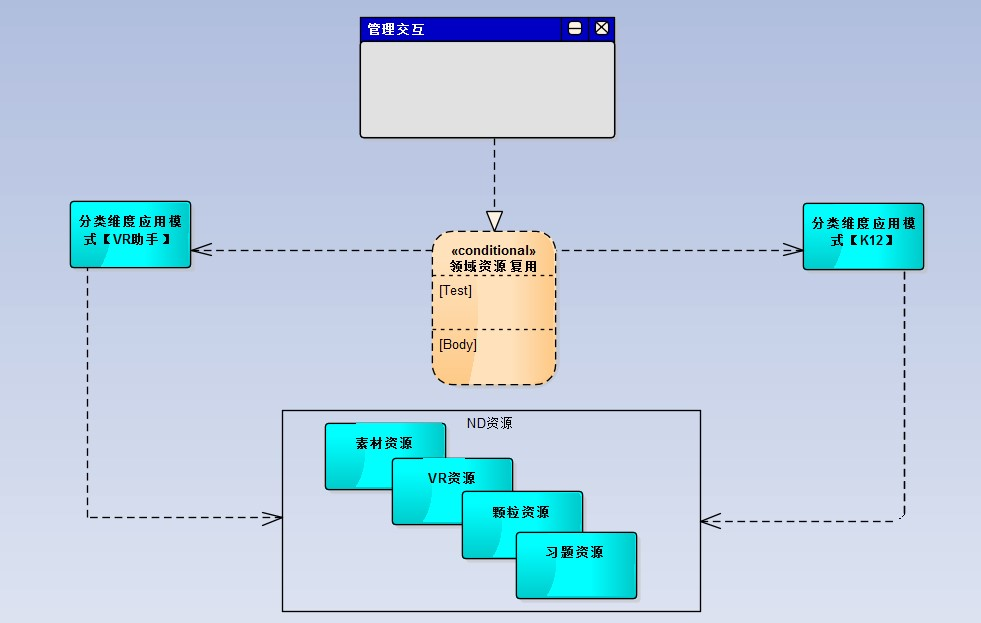 管理交互
分类维度应用模
式【VR助手】
分类维度应用模
式【K12】
«conditional»
领域资源复用
[Test]
[Body]
ND资源
素材资源
VR资源
颗粒资源
习题资源